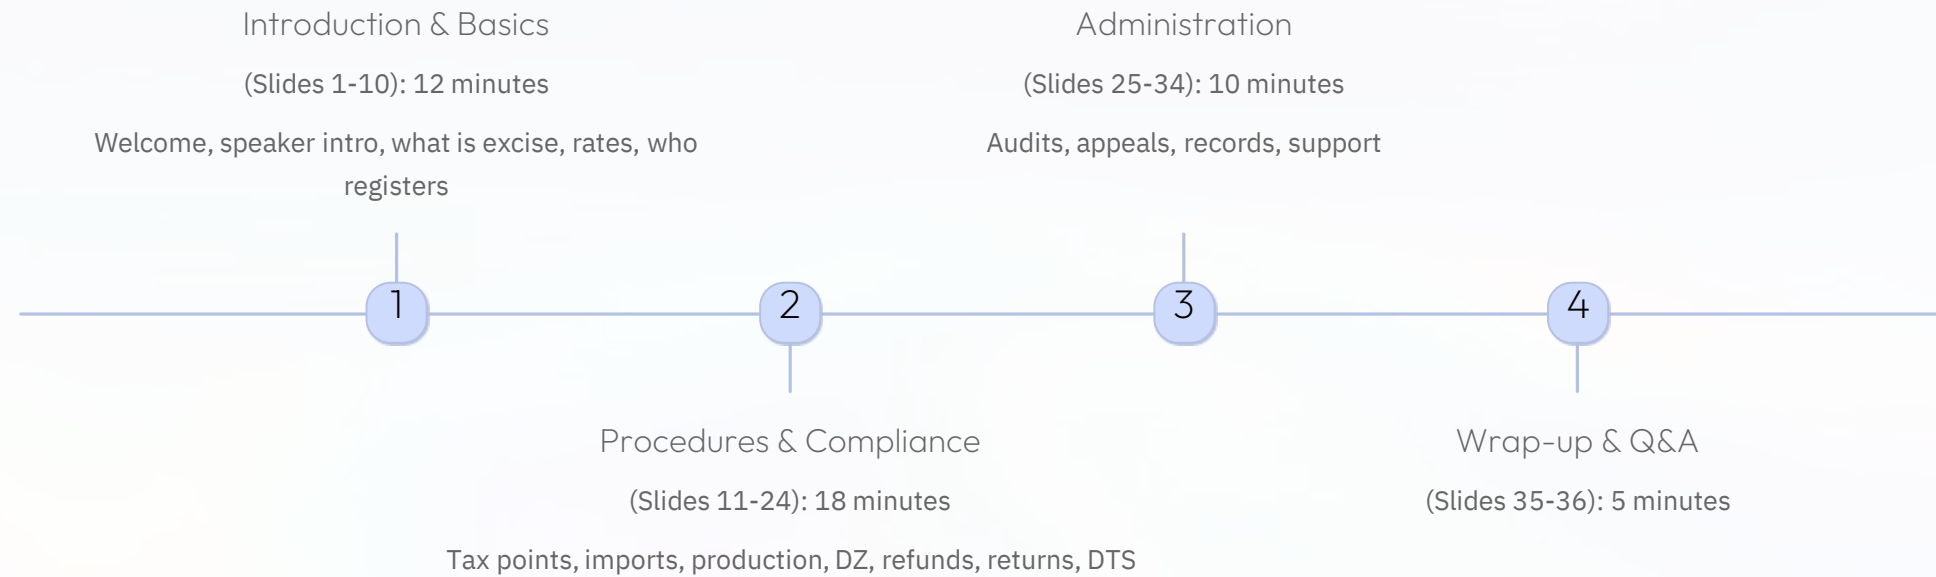 Introduction & Basics
(Slides 1-10): 12 minutes
Welcome, speaker intro, what is excise, rates, who
registers
Administration
(Slides 25-34): 10 minutes
Audits, appeals, records, support
1
2
3
4
Procedures & Compliance
(Slides 11-24): 18 minutes
Tax points, imports, production, DZ, refunds, returns, DTS
Wrap-up & Q&A
(Slides 35-36): 5 minutes